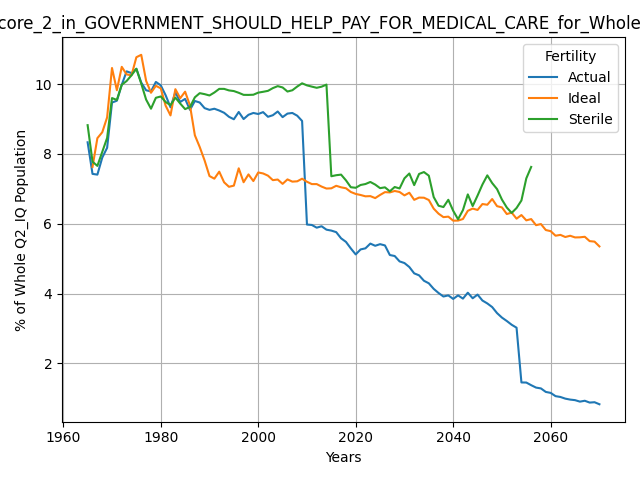 core_2_in_GOVERNMENT_SHOULD_HELP_PAY_FOR_MEDICAL_CARE_for_Whole
Fertility
Actual
Ideal
Sterile
% of Whole Q2_IQ Population
10
8
6
4
2
1960
1980
2000
2020
2040
2060
Years